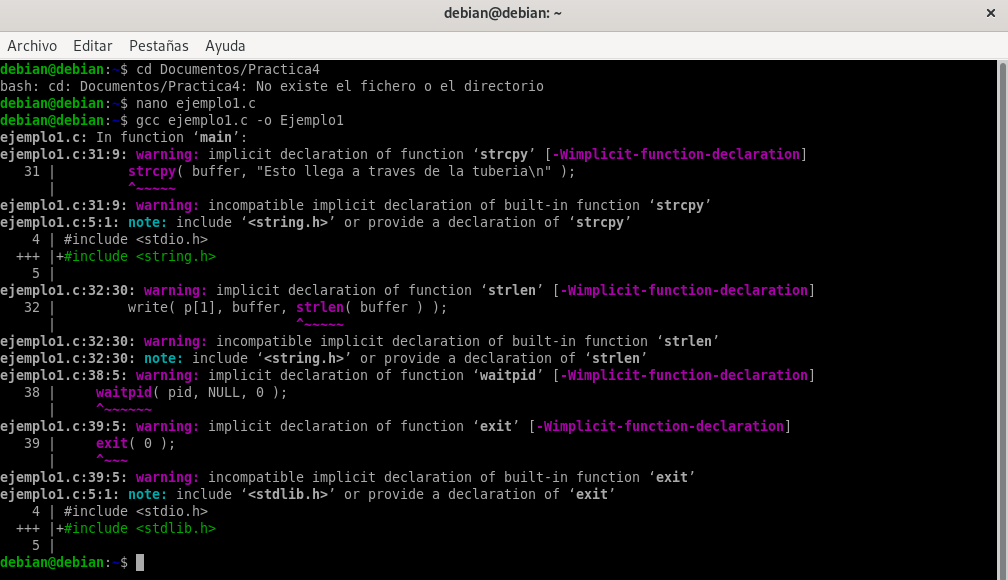 debian@debian: ~
×
Archivo Editar Pestañas Ayuda
debian@debian:~$ cd Documentos/Practica4
bash: cd: Documentos/Practica4: No existe el fichero o el directorio
debian@debian:~$ nano ejemplo1.c
debian@debian:~$ gcc ejemplo1.c -o Ejemplo1
ejemplo1.c: In function ‘main’:
ejemplo1.c:31:9: warning: implicit declaration of function ‘strcpy’ [-Wimplicit-function-declaration]
   31 |         strcpy( buffer, "Esto llega a traves de la tuberia\n" );
      |         ^~~~~~
ejemplo1.c:31:9: warning: incompatible implicit declaration of built-in function ‘strcpy’
ejemplo1.c:5:1: note: include ‘<string.h>’ or provide a declaration of ‘strcpy’
    4 | #include <stdio.h>
  +++ |+#include <string.h>
    5 |
ejemplo1.c:32:30: warning: implicit declaration of function ‘strlen’ [-Wimplicit-function-declaration]
   32 |         write( p[1], buffer, strlen( buffer ) );
      |                              ^~~~~~
ejemplo1.c:32:30: warning: incompatible implicit declaration of built-in function ‘strlen’
ejemplo1.c:32:30: note: include ‘<string.h>’ or provide a declaration of ‘strlen’
ejemplo1.c:38:5: warning: implicit declaration of function ‘waitpid’ [-Wimplicit-function-declaration]
   38 |     waitpid( pid, NULL, 0 );
      |     ^~~~~~~
ejemplo1.c:39:5: warning: implicit declaration of function ‘exit’ [-Wimplicit-function-declaration]
   39 |     exit( 0 );
      |     ^~~~
ejemplo1.c:39:5: warning: incompatible implicit declaration of built-in function ‘exit’
ejemplo1.c:5:1: note: include ‘<stdlib.h>’ or provide a declaration of ‘exit’
    4 | #include <stdio.h>
  +++ |+#include <stdlib.h>
    5 |
debian@debian:~$